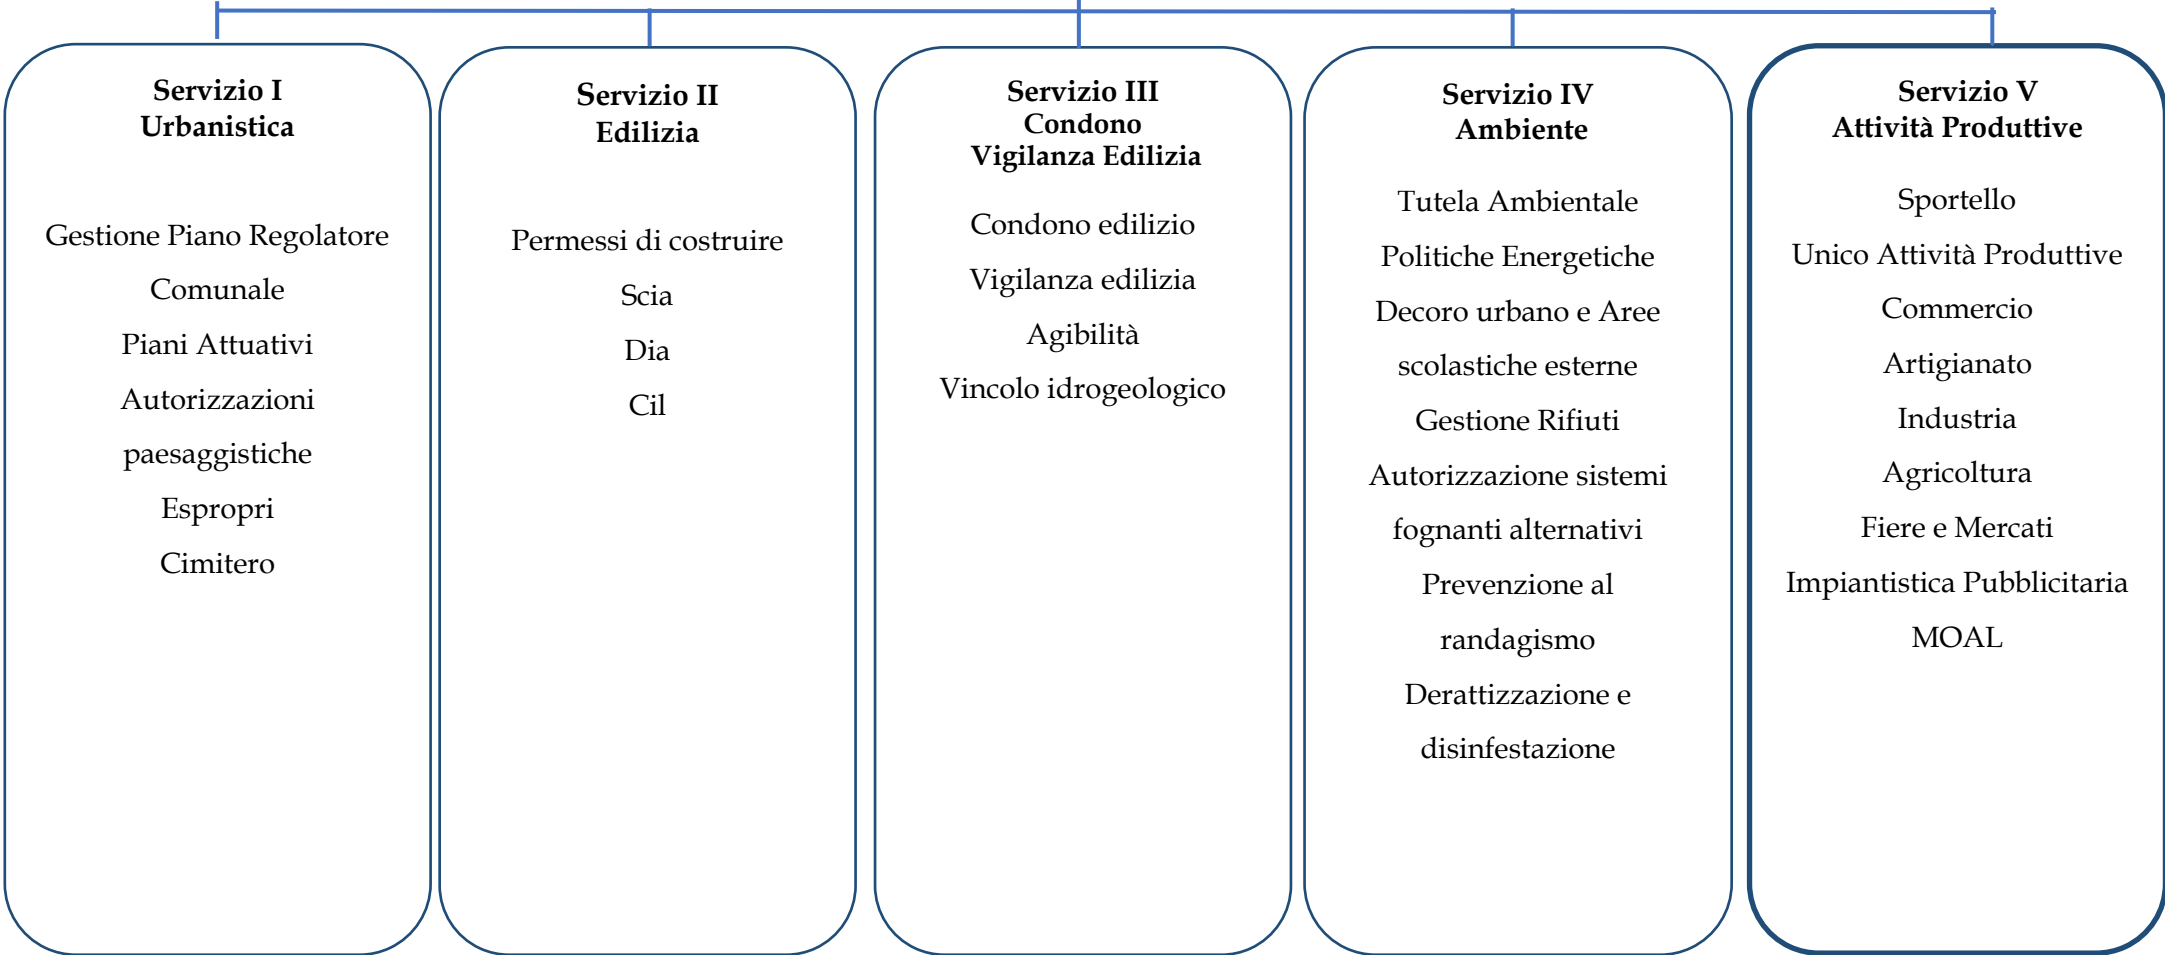 Servizio I
Urbanistica
Gestione Piano Regolatore
Comunale
Piani Attuativi
Autorizzazioni
paesaggistiche
Espropri
Cimitero
Servizio II
Edilizia
Permessi di costruire
Scia
Dia
Cil
Servizio III
Condono
Vigilanza Edilizia
Condono edilizio
Vigilanza edilizia
Agibilità
Vincolo idrogeologico
Servizio IV
Ambiente
Tutela Ambientale
Politiche Energetiche
Decoro urbano e Aree
scolastiche esterne
Gestione Rifiuti
Autorizzazione sistemi
fognanti alternativi
Prevenzione al
randagismo
Derattizzazione e
disinfestazione
Servizio V
Attività Produttive
Sportello
Unico Attività Produttive
Commercio
Artigianato
Industria
Agricoltura
Fiere e Mercati
Impiantistica Pubblicitaria
MOAL